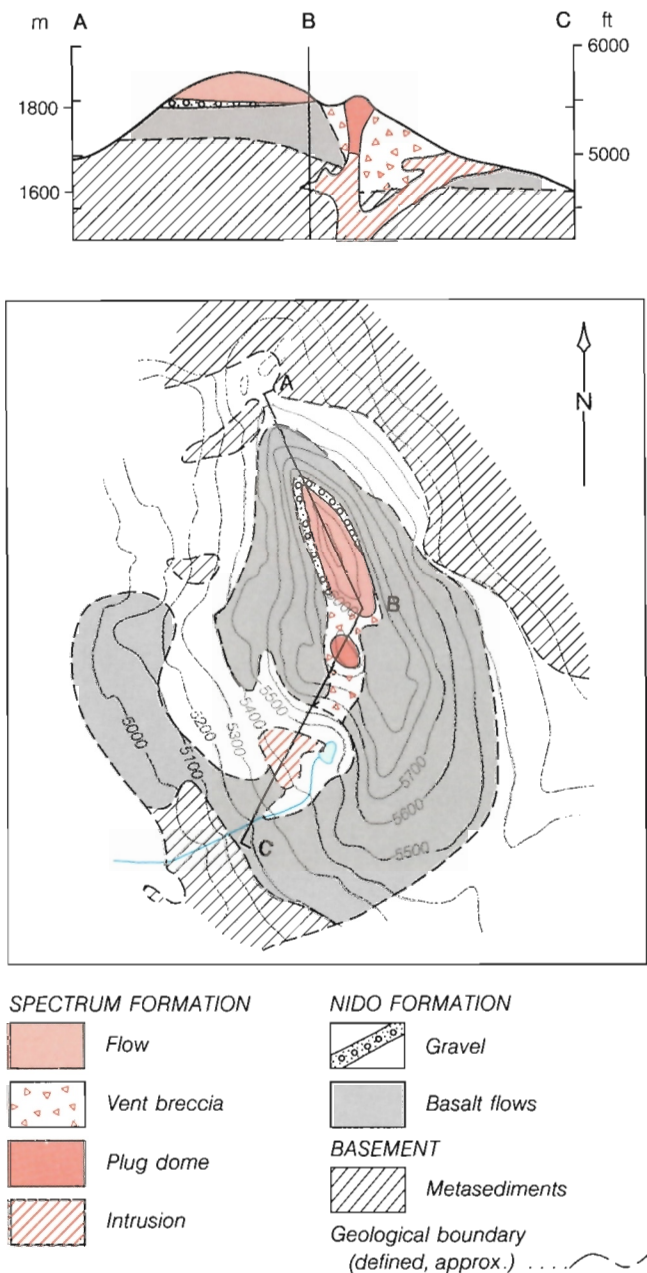 m A B C ft
6000
1800
5000
1600
A
N
B
5500
5400
5300
5200
5100
5000
5700
5600
5500
C
SPECTRUM FORMATION
Flow
Vent breccia
Plug dome
Intrusion
NIDO FORMATION
Gravel
Basalt flows
BASEMENT
Metasediments
Geological boundary
(defined, approx.) ....